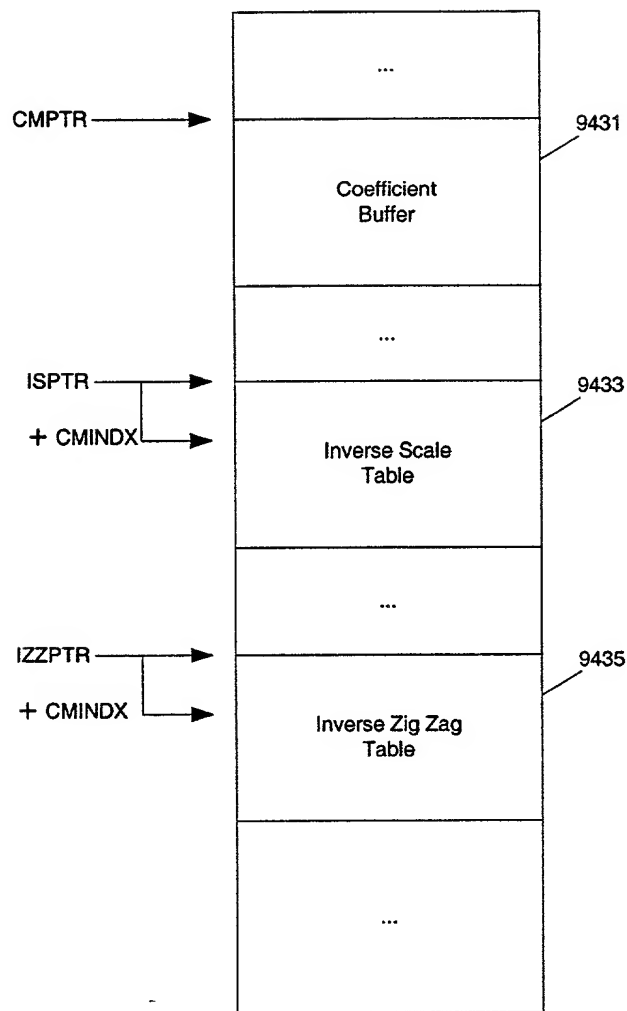 ...
CMPTR
9431
Coefficient
Buffer
...
ISPTR
9433
+ CMINDX
Inverse Scale
Table
...
IZZPTR
9435
+ CMINDX
Inverse Zig Zag
Table
...